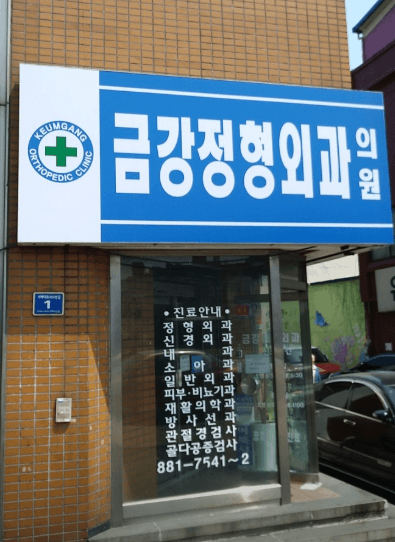 KEUMGANG
ORTHOPEDIC CLINIC
금강정형외과
의원
1
• 진료안내 •
정형외과
신경외과
내과
소아과
일반외과
피부·비뇨기과
재활의학과
방사선과
관절경검사
골다공증검사
881-7541~2